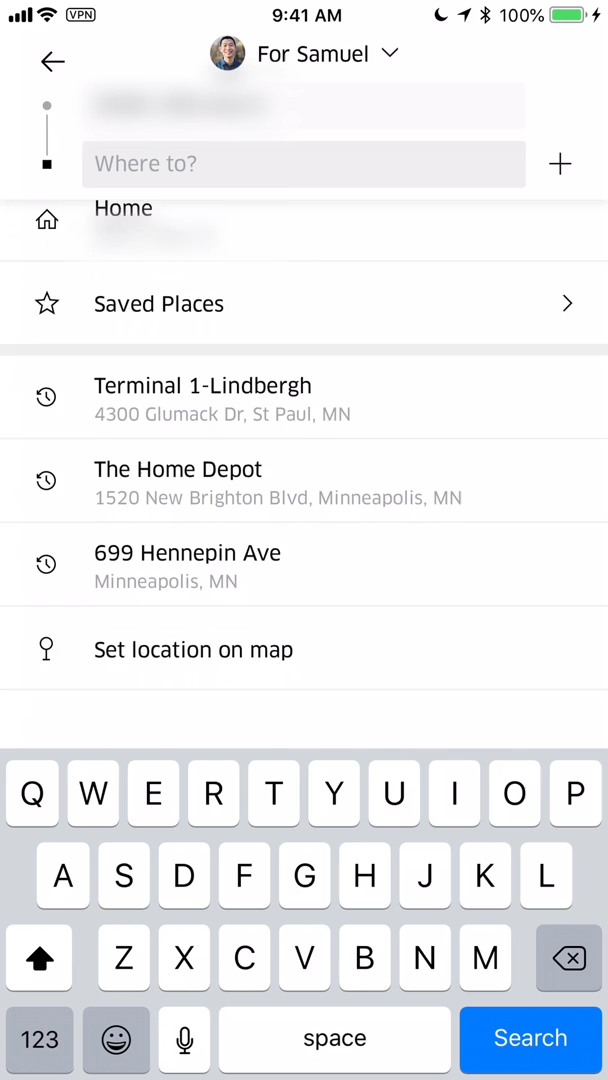 VPN
9:41 AM
100%
For Samuel
Where to?
Home
Saved Places
Terminal 1-Lindbergh
4300 Glumack Dr, St Paul, MN
The Home Depot
1520 New Brighton Blvd, Minneapolis, MN
699 Hennepin Ave
Minneapolis, MN
Set location on map
Q W E R T Y U I O P
A S D F G H J K L
Z X C V B N M
123 space Search